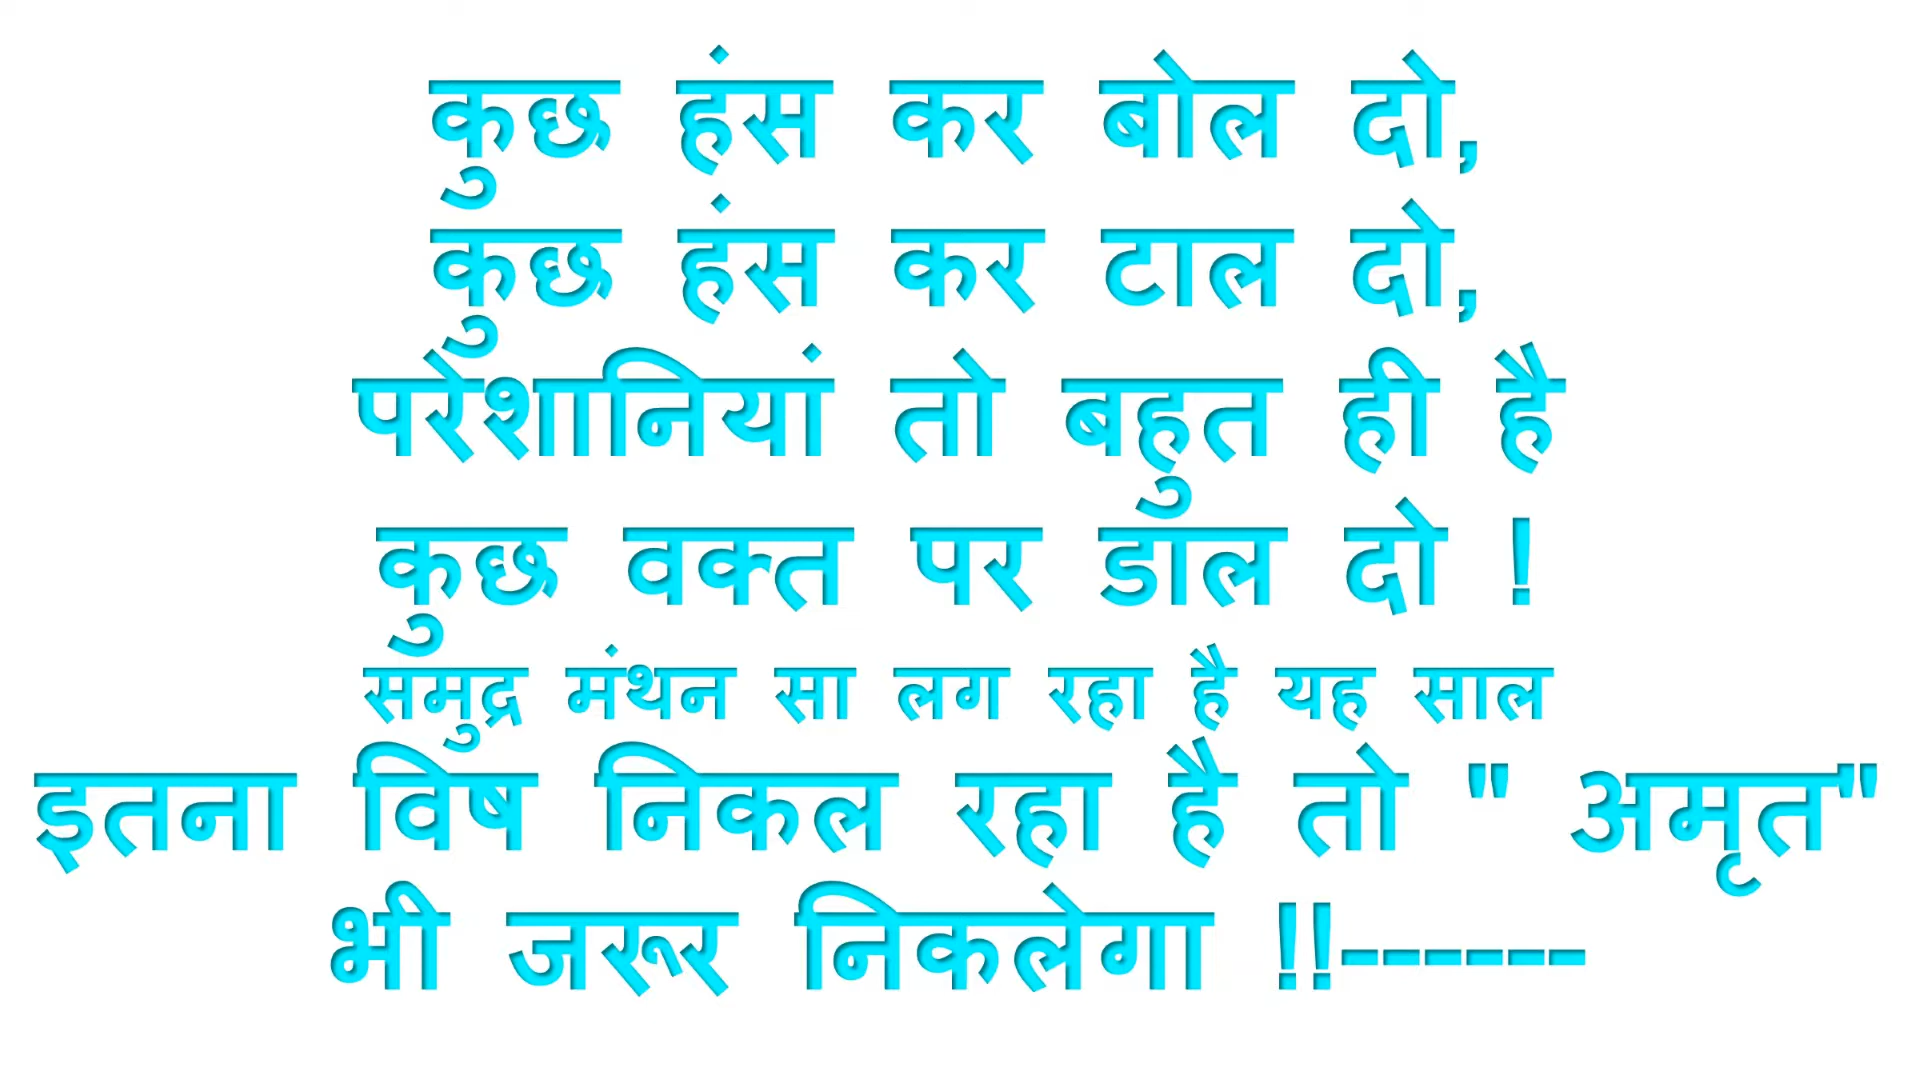 कुछ हंस कर बोल दो,
कुछ हंस कर टाल दो,
परेशानियां तो बहुत ही है
कुछ वक्त पर डाल दो !
समुद्र मंथन सा लग रहा है यह साल
इतना विष निकल रहा है तो " अमृत"
भी जरूर निकलेगा !!------